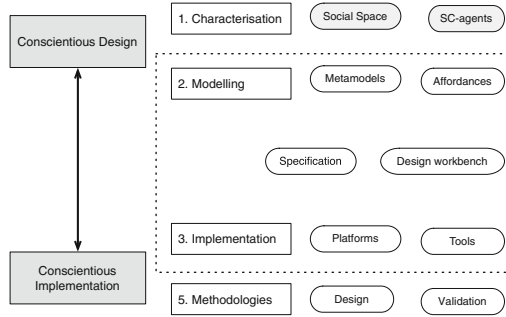 Conscientious Design
1. Characterisation
Social Space
SC-agents
2. Modelling
Metamodels
Affordances
Specification
Design workbench
3. Implementation
Platforms
Tools
Conscientious
Implementation
5. Methodologies
Design
Validation